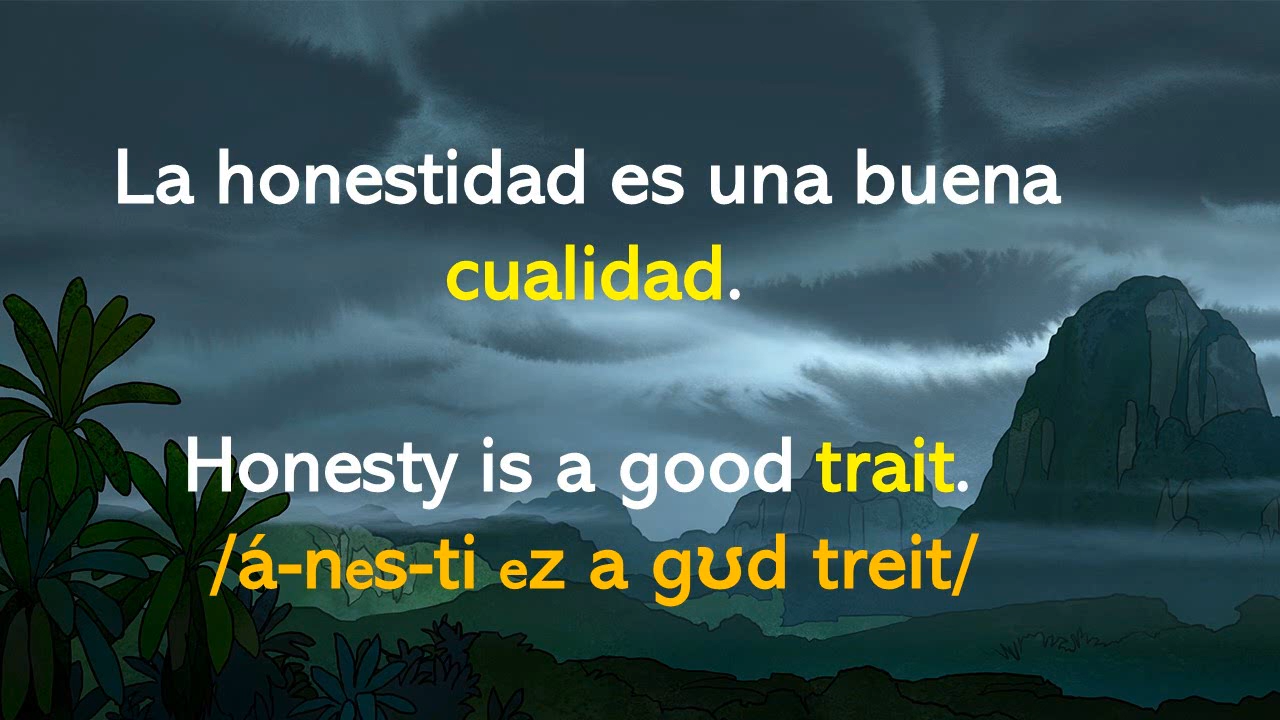 La honestidad es una buena
cualidad.
Honesty is a good trait.
/á-nes-ti ez a gʊd treit/